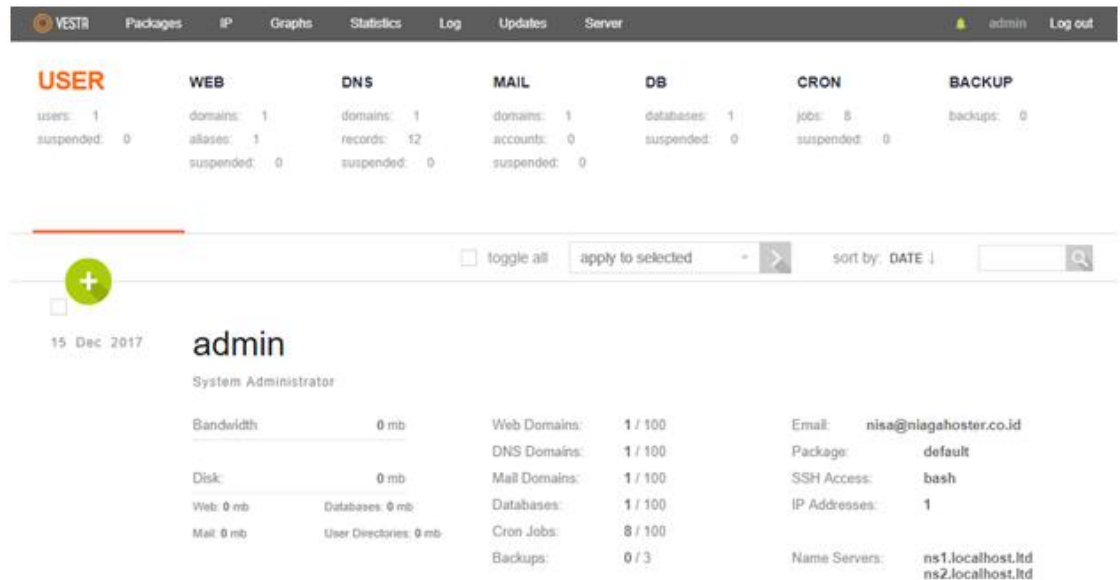 VESTA Packages IP Graphs Statistics Log Updates Server admin Log out
USER WEB DNS MAIL DB CRON BACKUP
users: 1 domains: 1 domains: 1 domains: 1 databases: 1 jobs: 8 backups: 0
suspended: 0 aliases: 1 records: 12 accounts: 0 suspended: 0 suspended: 0
suspended: 0 suspended: 0 suspended: 0
toggle all apply to selected sort by: DATE ↓
15 Dec 2017 admin
System Administrator
Bandwidth 0 mb Web Domains: 1 / 100 Email: nisa@niagahoster.co.id
DNS Domains: 1 / 100 Package: default
Disk: 0 mb Mail Domains: 1 / 100 SSH Access: bash
Web: 0 mb Databases: 0 mb Databases: 1 / 100 IP Addresses: 1
Mail: 0 mb User Directories: 0 mb Cron Jobs: 8 / 100
Backups: 0 / 3 Name Servers: ns1.localhost.ltd
ns2.localhost.ltd